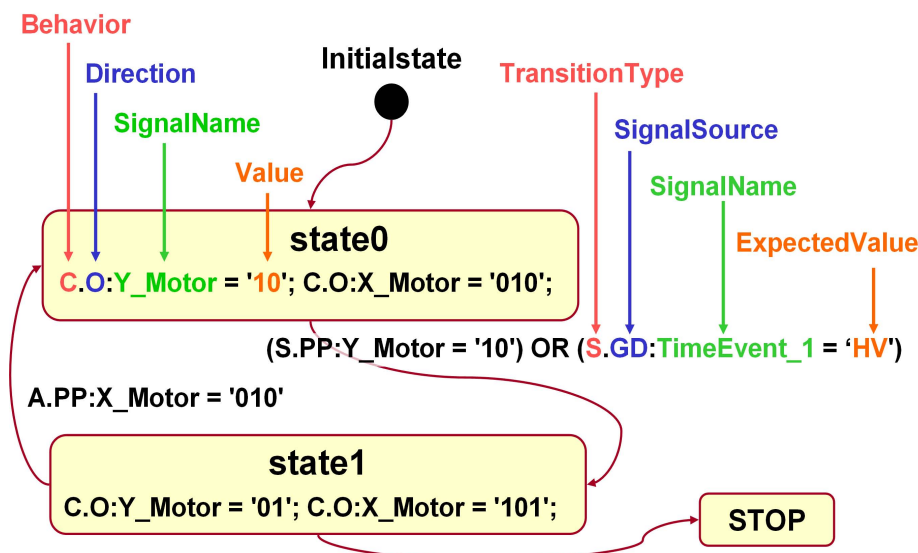 Behavior
Initialstate
Direction
TransitionType
SignalName
SignalSource
Value
SignalName
state0
ExpectedValue
C.O:Y_Motor = '10'; C.O:X_Motor = '010';
(S.PP:Y_Motor = '10') OR (S.GD:TimeEvent_1 = ‘HV')
A.PP:X_Motor = '010'
state1
C.O:Y_Motor = '01'; C.O:X_Motor = '101';
STOP